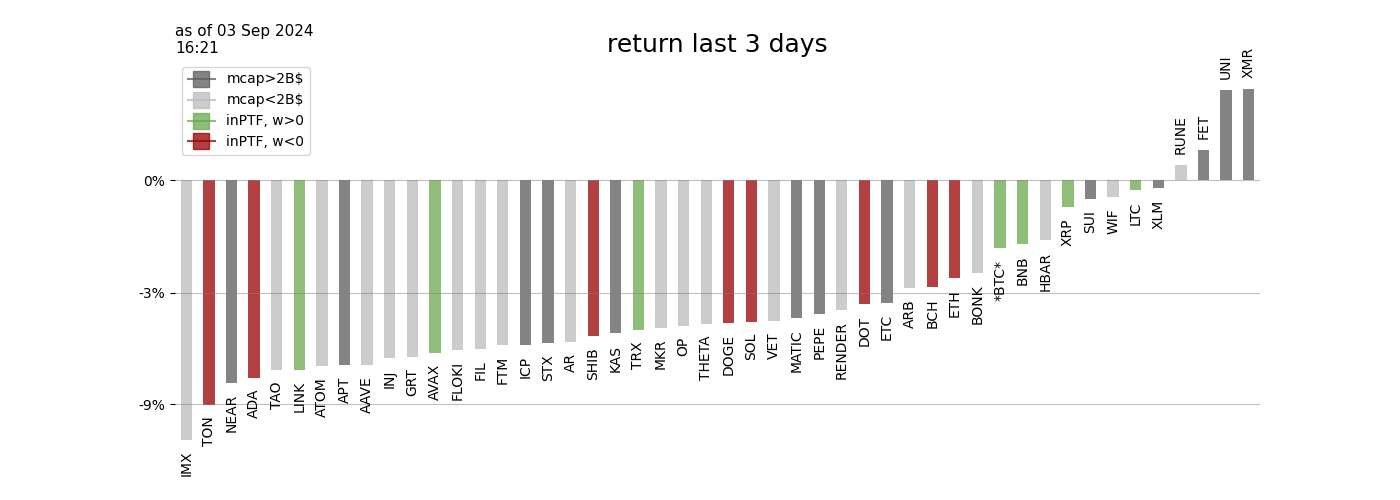 as of 03 Sep 2024
16:21
return last 3 days
mcap>2B$
mcap<2B$
inPTF, w>0
inPTF, w<0
0%
-3%
-9%
IMX
TON
NEAR
ADA
TAO
LINK
ATOM
APT
AAVE
INJ
GRT
AVAX
FLOKI
FIL
FTM
ICP
STX
AR
SHIB
KAS
TRX
MKR
OP
THETA
DOGE
SOL
VET
MATIC
PEPE
RENDER
DOT
ETC
ARB
BCH
ETH
BONK
*BTC*
BNB
HBAR
XRP
SUI
WIF
LTC
XLM
RUNE
FET
UNI
XMR